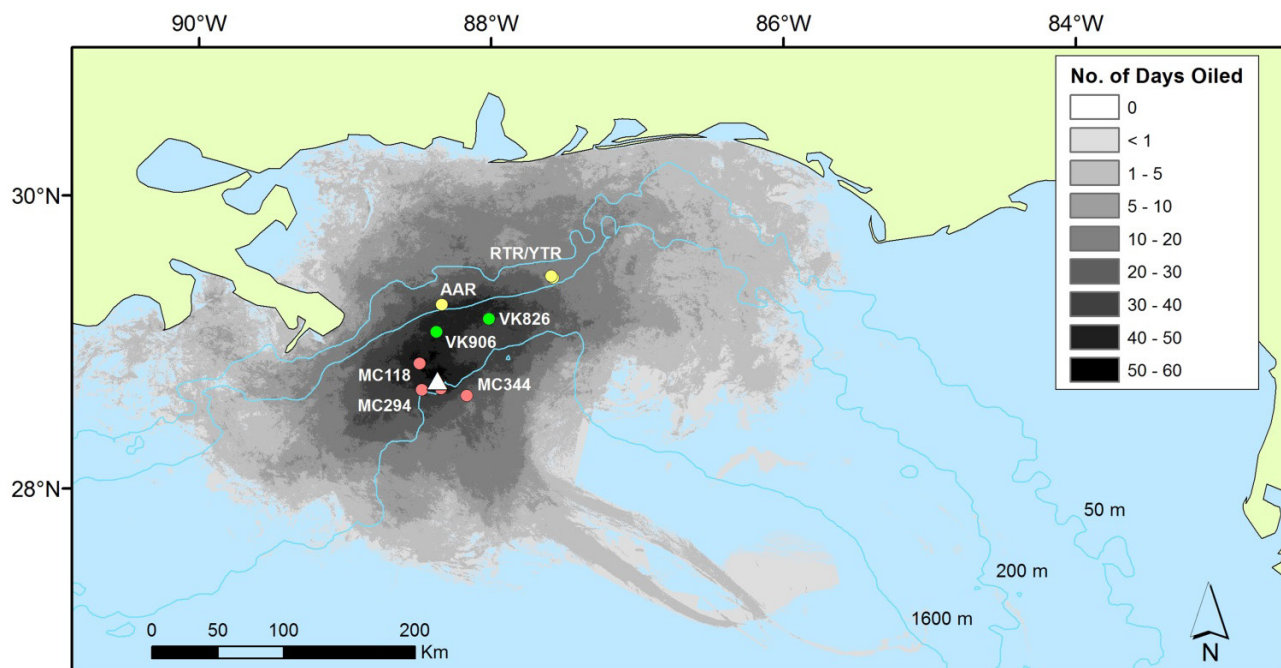 90°W
88°W
86°W
84°W
No. of Days Oiled
0
< 1
1 - 5
5 - 10
10 - 20
20 - 30
30 - 40
40 - 50
50 - 60
30°N
28°N
RTR/YTR
AAR
VK826
VK906
MC118
MC344
MC294
50 m
200 m
1600 m
0 50 100 200
Km
N